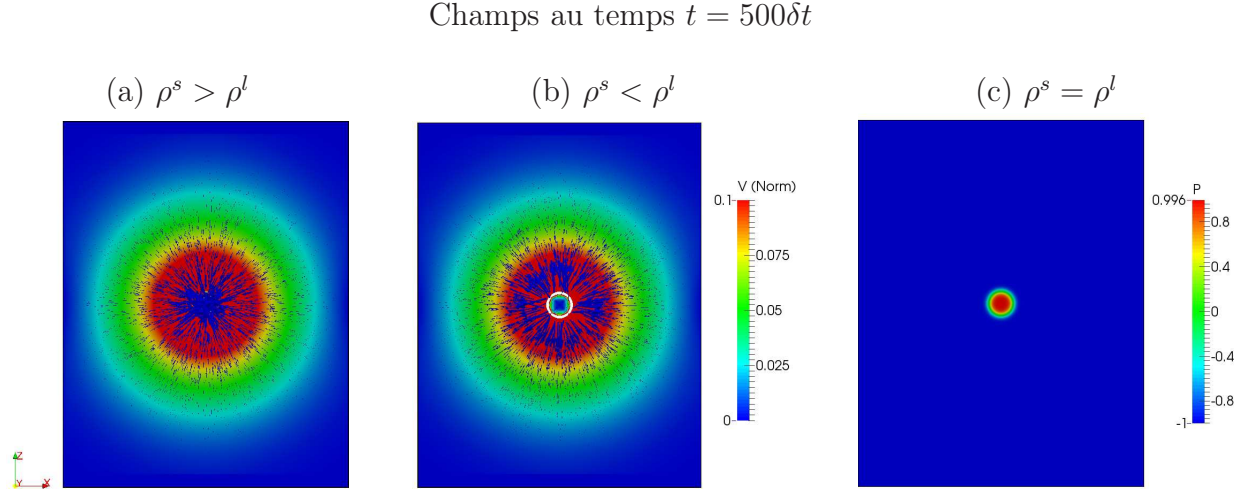 Champs au temps t = 500δt
(a) ρ^s > ρ^l
(b) ρ^s < ρ^l
(c) ρ^s = ρ^l
V (Norm)
0.1
0.075
0.05
0.025
0
P
0.996
0.8
0.4
0
-0.4
-0.8
-1
Z
Y
X